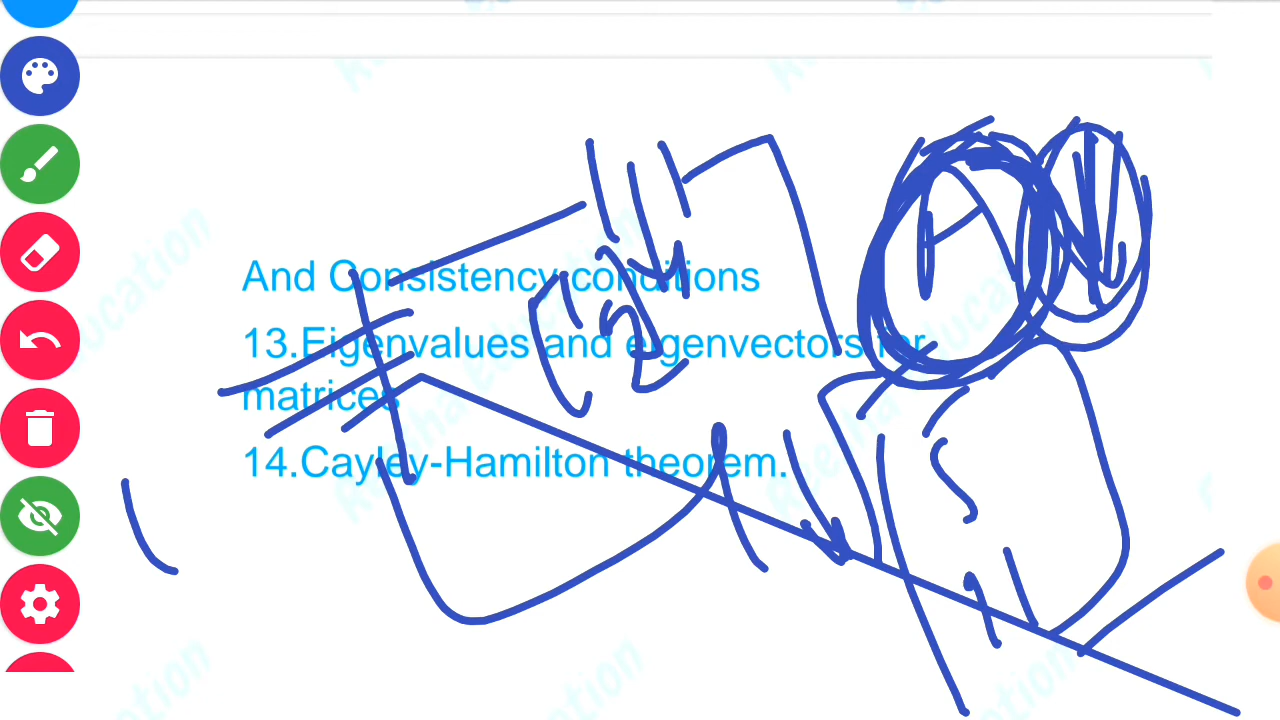 And Consistency conditions
13.Eigenvalues and eigenvectors for
matrices
14.Cayley-Hamilton theorem.